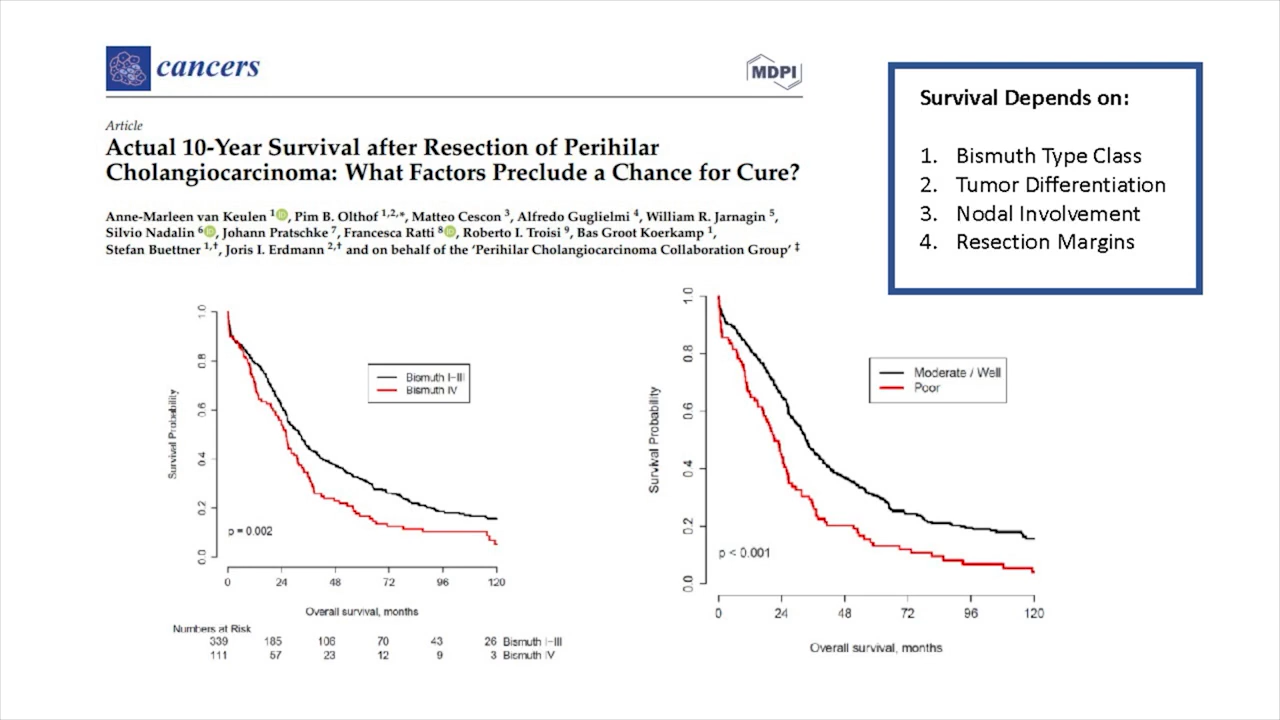 cancers
MDPI
Article
Actual 10-Year Survival after Resection of Perihilar
Cholangiocarcinoma: What Factors Preclude a Chance for Cure?
Anne-Marleen van Keulen 1, Pim B. Olthof 1,2,*, Matteo Cescon 3, Alfredo Guglielmi 4, William R. Jarnagin 5,
Silvio Nadalin 6, Johann Pratschke 7, Francesca Ratti 8, Roberto I. Troisi 9, Bas Groot Koerkamp 1,
Stefan Buettner 1,†, Joris I. Erdmann 2,† and on behalf of the ‘Perihilar Cholangiocarcinoma Collaboration Group’ ‡
Survival Depends on:
1. Bismuth Type Class
2. Tumor Differentiation
3. Nodal Involvement
4. Resection Margins
Survival Probability
1.0
0.8
0.6
0.4
0.2
0.0
Bismuth I-III
Bismuth IV
p = 0.002
0 24 48 72 96 120
Overall survival, months
Numbers at Risk
339 185 106 70 43 26 Bismuth I-III
111 57 23 12 9 3 Bismuth IV
Survival Probability
1.0
0.8
0.6
0.4
0.2
0.0
Moderate / Well
Poor
p < 0.001
0 24 48 72 96 120
Overall survival, months